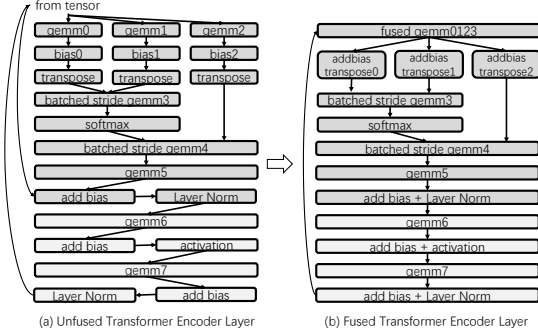 from tensor
gemm0 gemm1 gemm2
bias0 bias1 bias2
transpose transpose transpose
batched stride gemm3
softmax
batched stride gemm4
gemm5
add bias Layer Norm
gemm6
add bias activation
gemm7
Layer Norm add bias
(a) Unfused Transformer Encoder Layer
fused gemm0123
addbias addbias addbias
transpose0 transpose1 transpose2
batched stride gemm3
softmax
batched stride gemm4
gemm5
add bias + Layer Norm
gemm6
add bias + activation
gemm7
add bias + Layer Norm
(b) Fused Transformer Encoder Layer